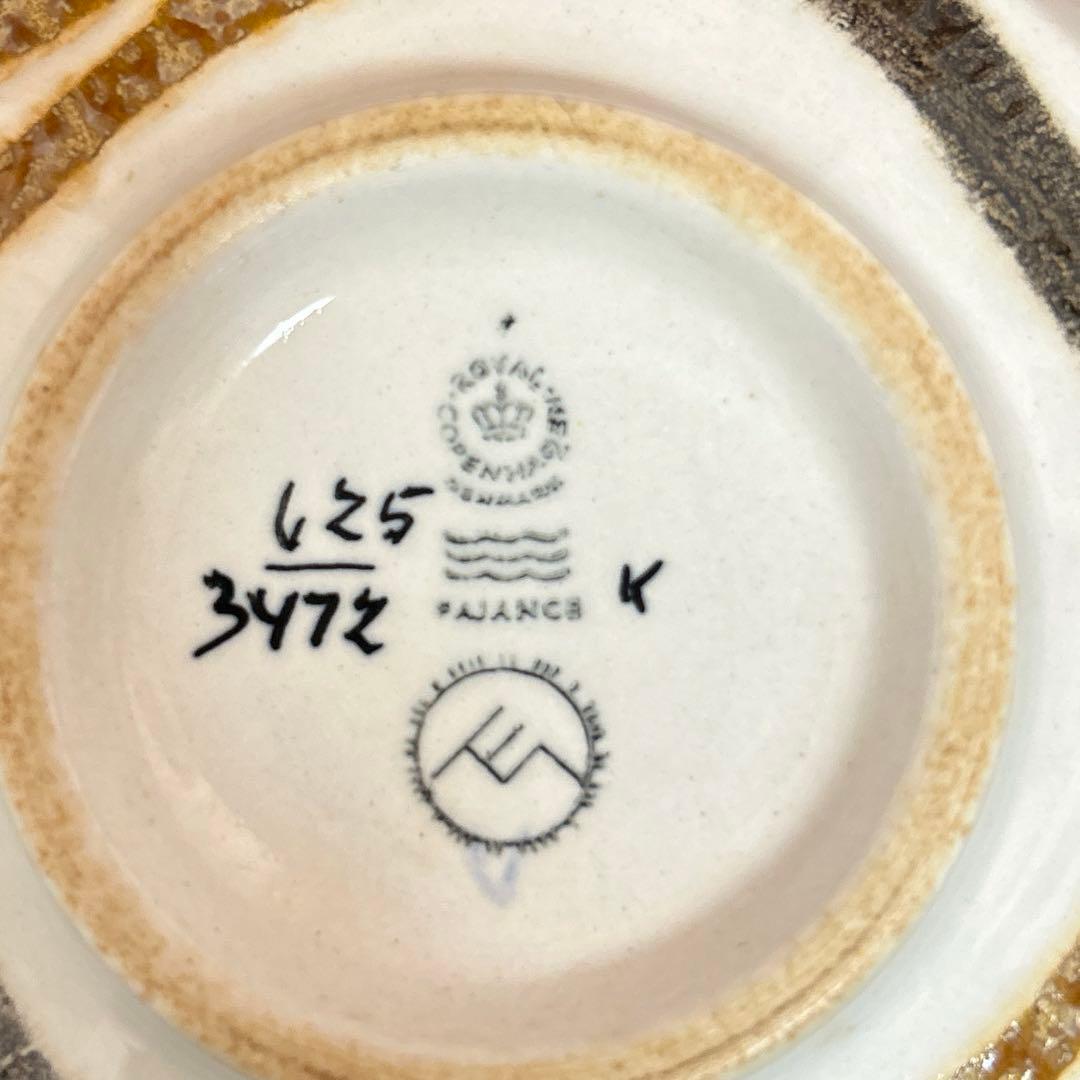 ROYAL
COPENHAGEN
DENMARK
625
3472
FAJANCE
K